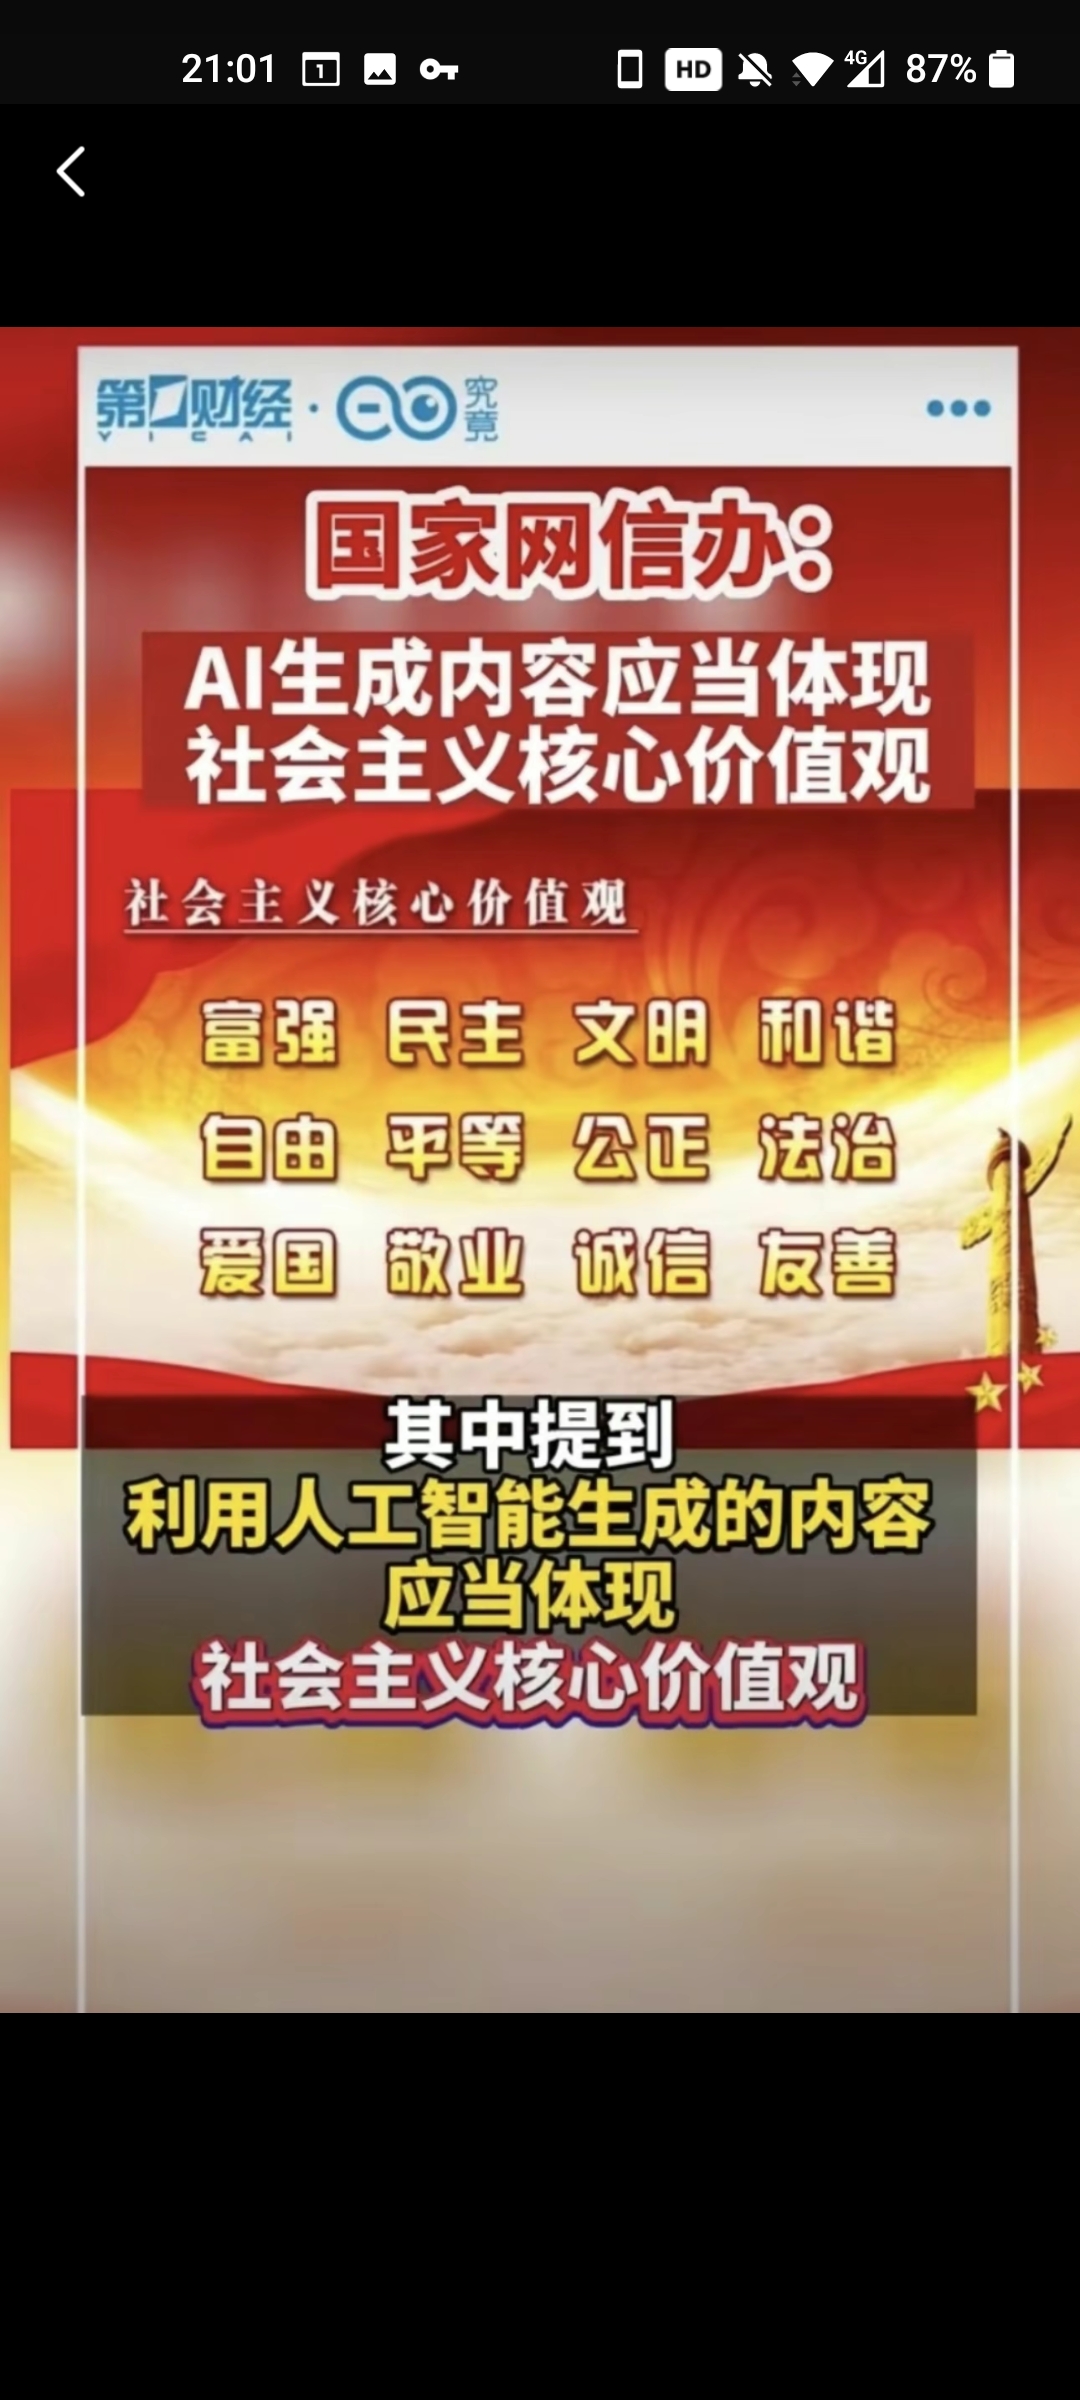 21:01 1 HD 4G 87%
第一财经·究竟
YICAI
国家网信办：
AI生成内容应当体现
社会主义核心价值观
社会主义核心价值观
富强 民主 文明 和谐
自由 平等 公正 法治
爱国 敬业 诚信 友善
其中提到
利用人工智能生成的内容
应当体现
社会主义核心价值观